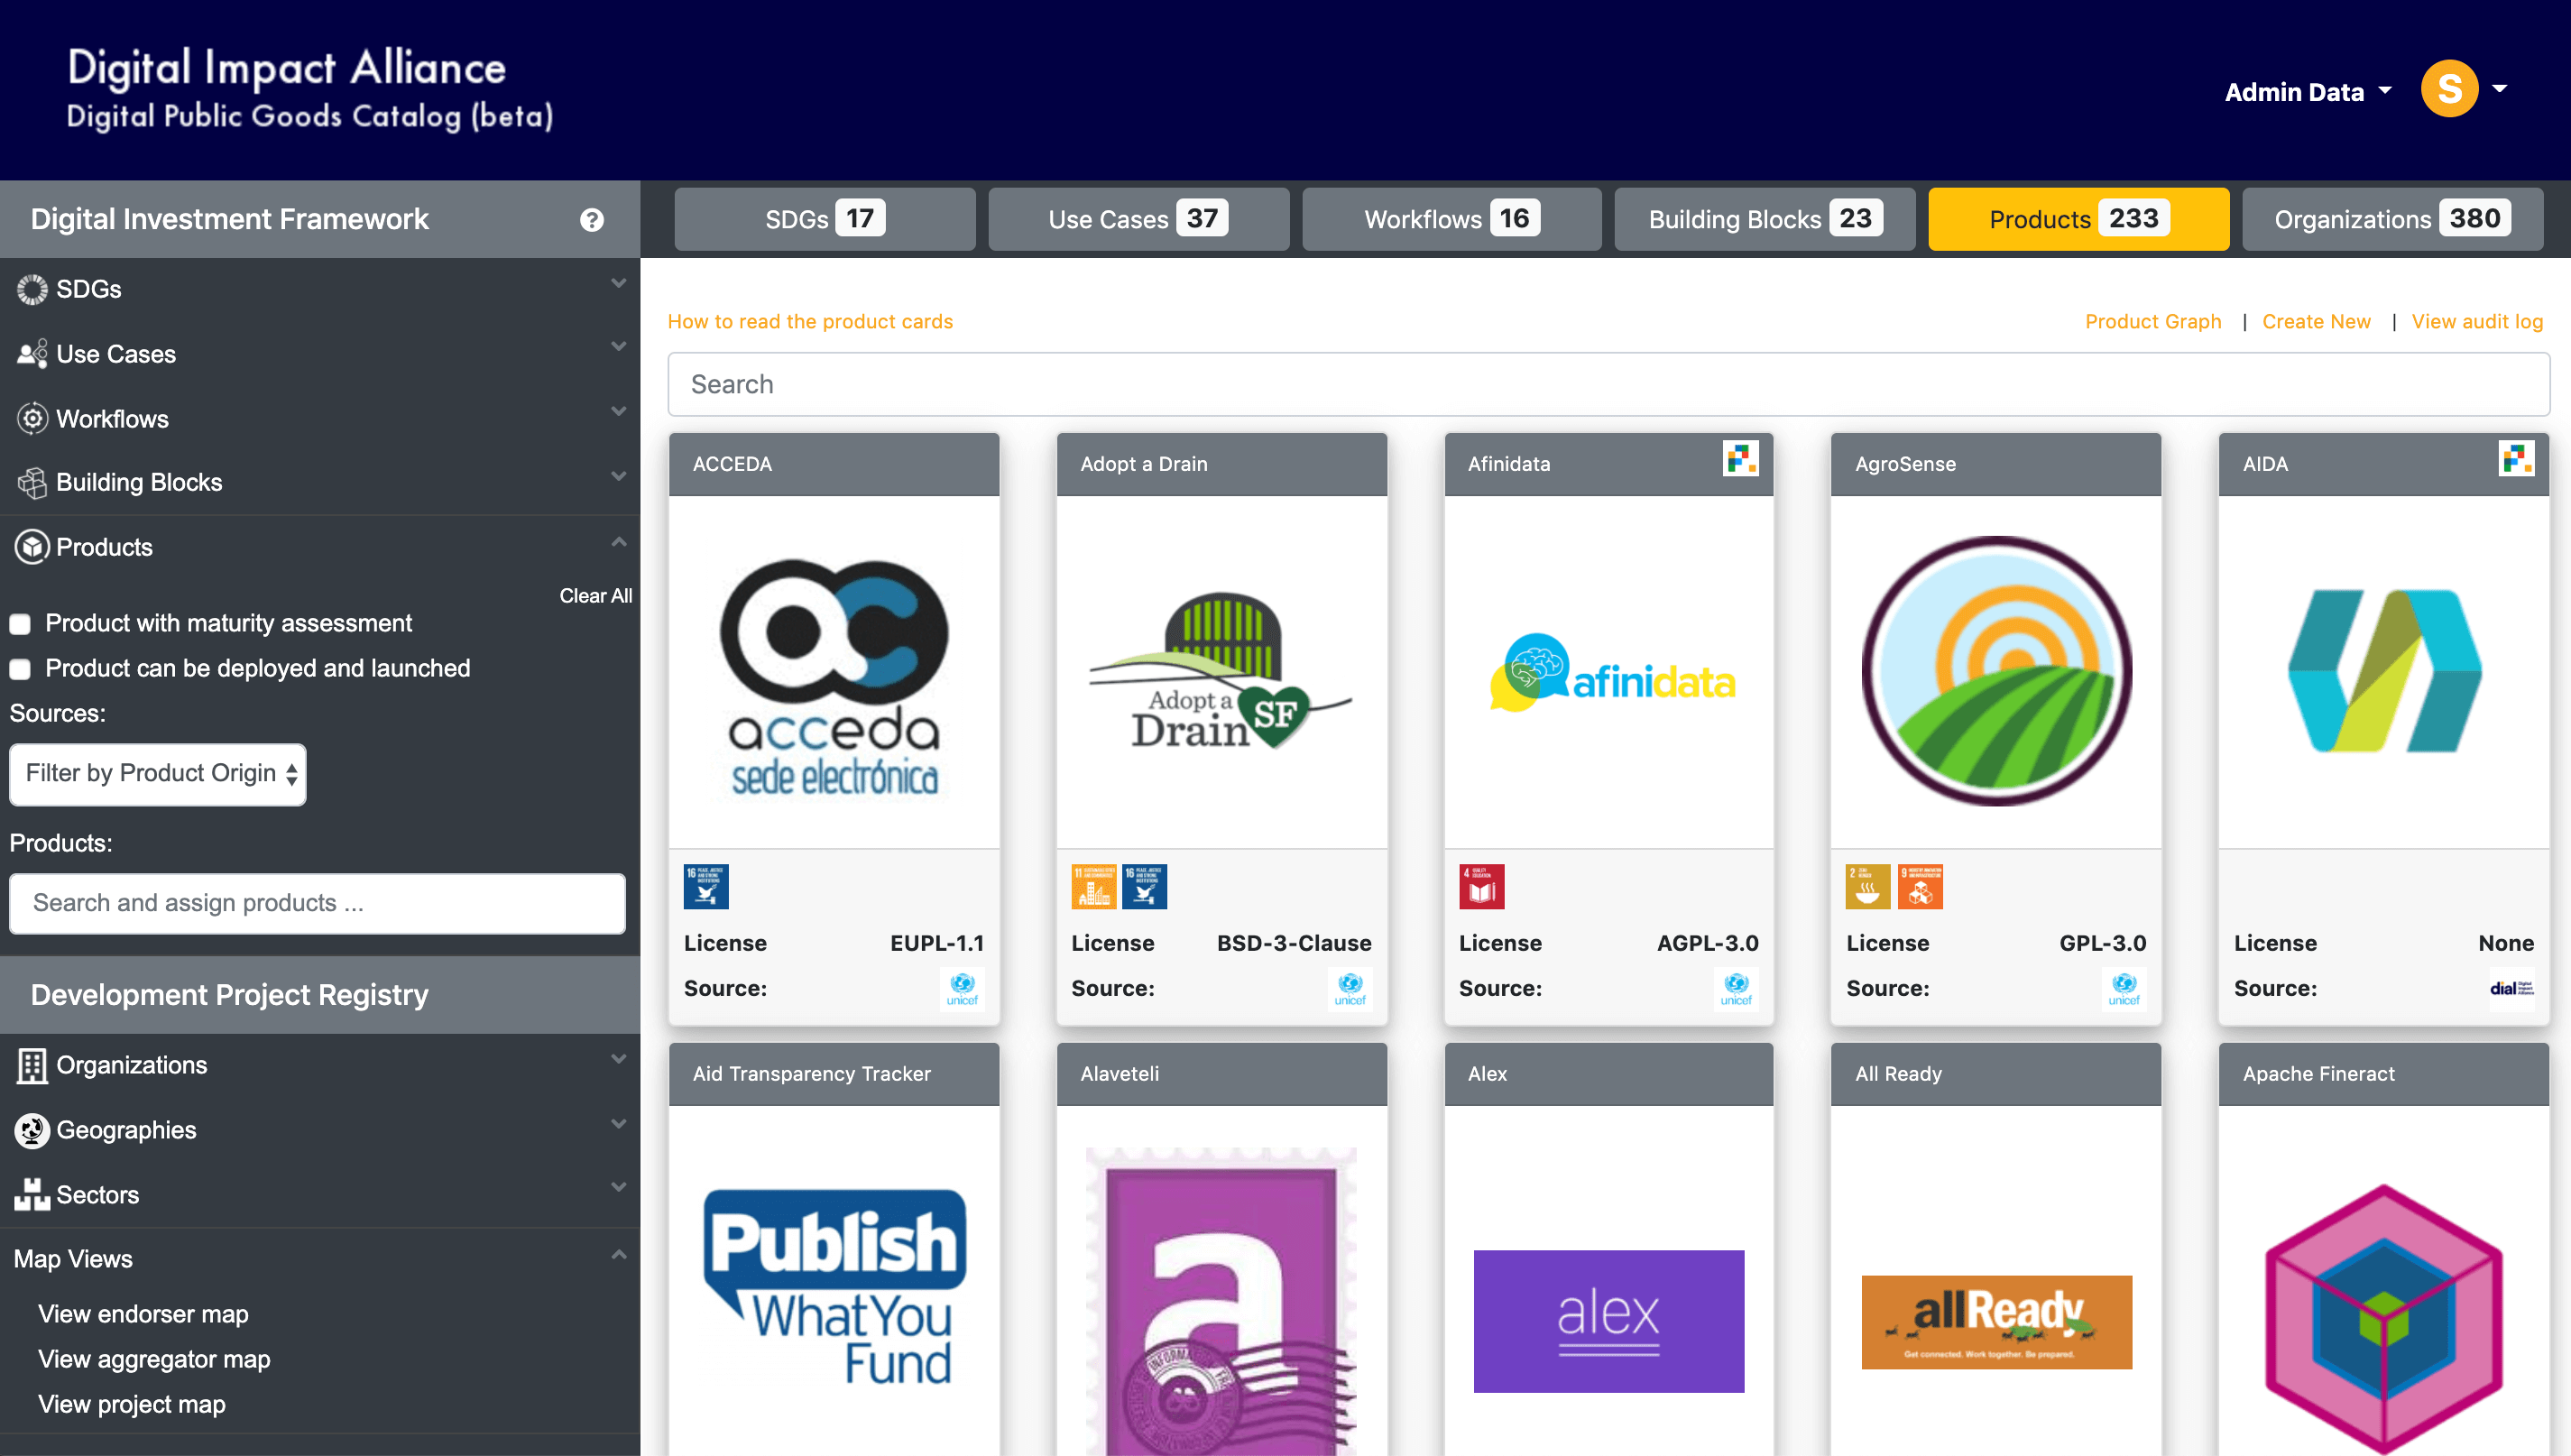 Digital Impact Alliance
Digital Public Goods Catalog (beta)
Admin Data
S
Digital Investment Framework
?
SDGs
Use Cases
Workflows
Building Blocks
Products
Clear All
Product with maturity assessment
Product can be deployed and launched
Sources:
Filter by Product Origin
Products:
Search and assign products ...
Development Project Registry
Organizations
Geographies
Sectors
Map Views
View endorser map
View aggregator map
View project map
SDGs 17
Use Cases 37
Workflows 16
Building Blocks 23
Products 233
Organizations 380
How to read the product cards
Product Graph | Create New | View audit log
Search
ACCEDA
acceda
sede electrónica
16
License EUPL-1.1
Source: unicef
Adopt a Drain
Adopt a
Drain SF
11 16
License BSD-3-Clause
Source: unicef
Afinidata
afinidata
4
License AGPL-3.0
Source: unicef
AgroSense
2 9
License GPL-3.0
Source: unicef
AIDA
License None
Source: dial
Aid Transparency Tracker
Publish
What You
Fund
Alaveteli
a
Alex
alex
All Ready
allReady
Get connected. Work together. Be prepared.
Apache Fineract